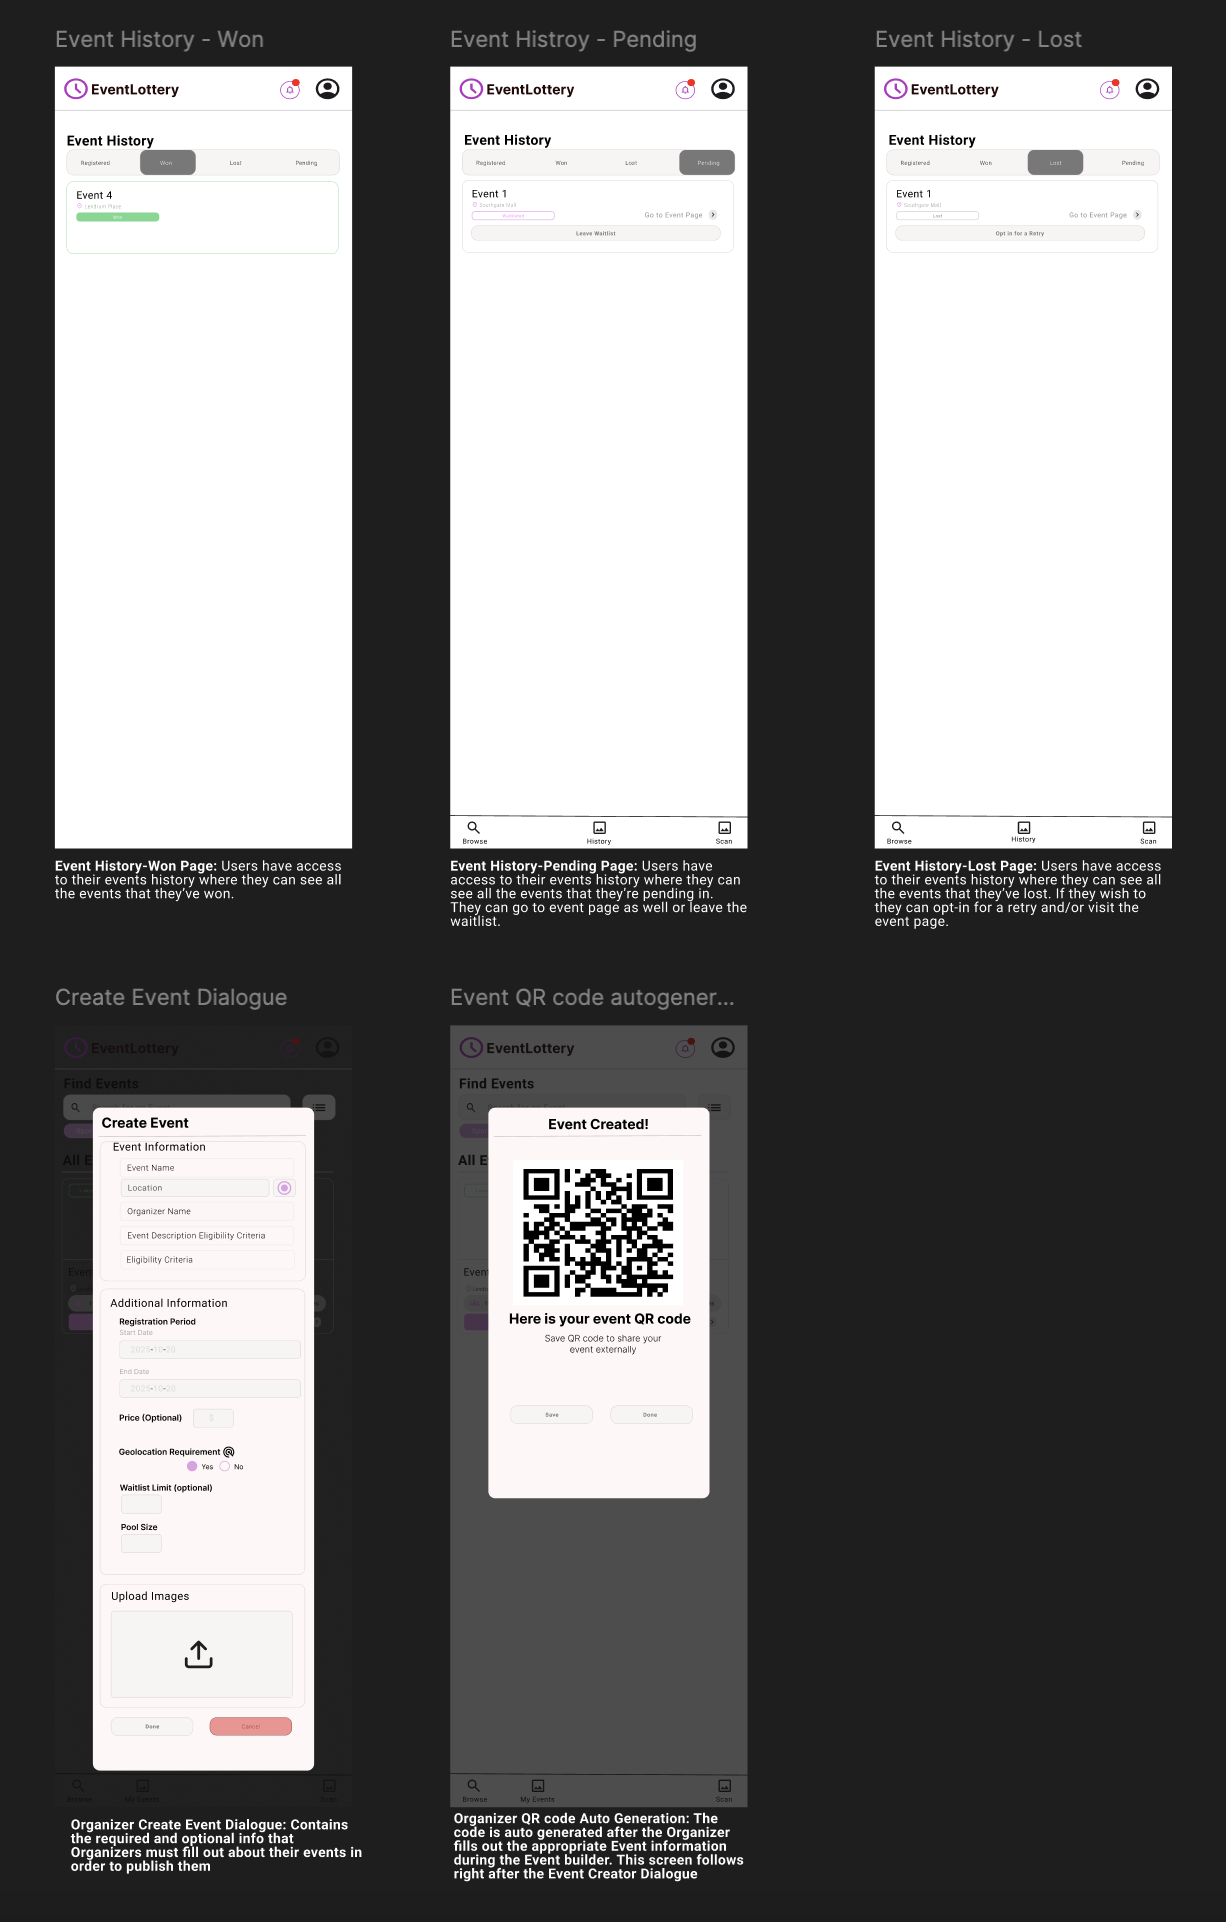 Event History - Won
EventLottery
Event History
Registered Won Lost Pending
Event 4
Lendrum Place
Won
Event History-Won Page: Users have access
to their events history where they can see all
the events that they've won.
Event Histroy - Pending
EventLottery
Event History
Registered Won Lost Pending
Event 1
Southgate Mall
Waitlisted
Go to Event Page
Leave Waitlist
Browse History Scan
Event History-Pending Page: Users have
access to their events history where they can
see all the events that they're pending in.
They can go to event page as well or leave the
waitlist.
Event History - Lost
EventLottery
Event History
Registered Won Lost Pending
Event 1
Southgate Mall
Lost
Go to Event Page
Opt in for a Retry
Browse History Scan
Event History-Lost Page: Users have access
to their events history where they can see all
the events that they've lost. If they wish to
they can opt-in for a retry and/or visit the
event page.
Create Event Dialogue
EventLottery
Find Events
All E
Create Event
Event Information
Event Name
Location
Organizer Name
Event Description Eligibility Criteria
Eligibility Criteria
Additional Information
Registration Period
Start Date
2025-10-20
End Date
2025-10-20
Price (Optional)
$
Geolocation Requirement
Yes No
Waitlist Limit (optional)
Pool Size
Upload Images
Done Cancel
Browse My Events Scan
Organizer Create Event Dialogue: Contains
the required and optional info that
Organizers must fill out about their events in
order to publish them
Event QR code autogener...
EventLottery
Find Events
All E
Even
Event Created!
Here is your event QR code
Save QR code to share your
event externally
Save Done
Browse My Events Scan
Organizer QR code Auto Generation: The
code is auto generated after the Organizer
fills out the appropriate Event information
during the Event builder. This screen follows
right after the Event Creator Dialogue